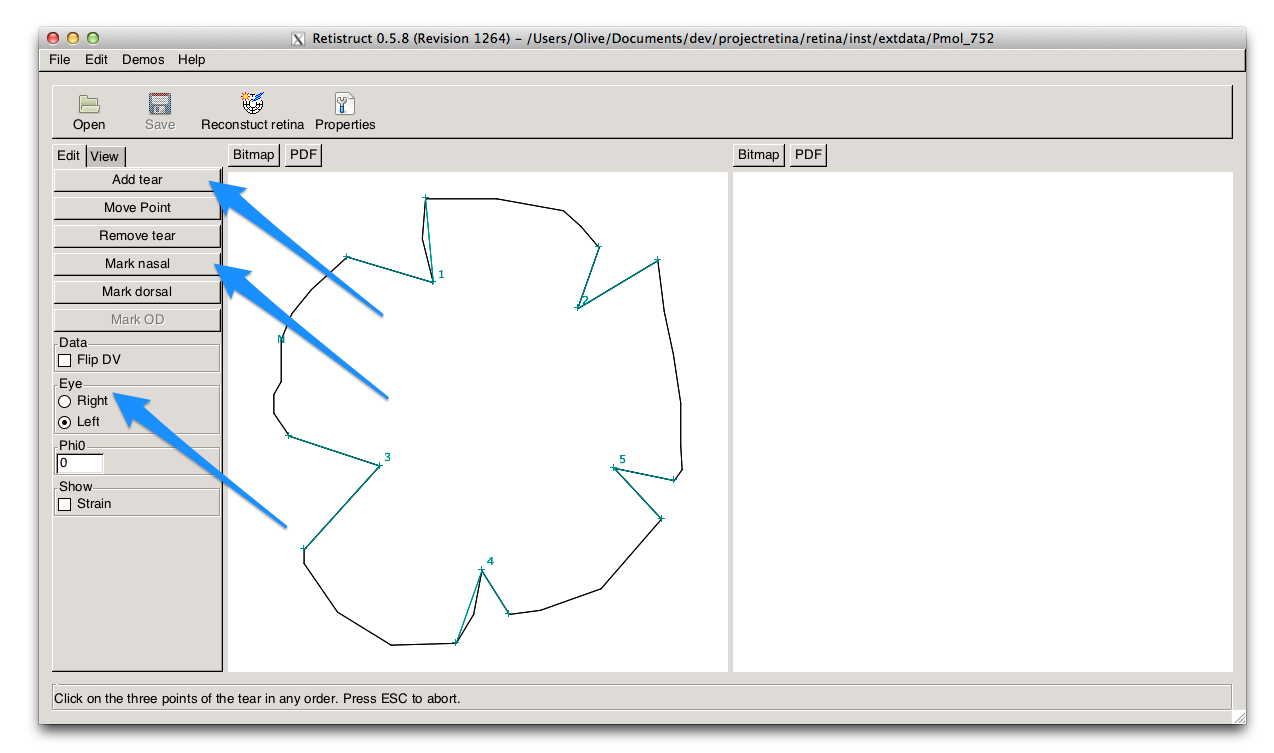 Retistruct 0.5.8 (Revision 1264) – /Users/Olive/Documents/dev/projectretina/retina/inst/extdata/Pmol_752
File Edit Demos Help
Open Save Reconstuct retina Properties
Edit View
Bitmap PDF
Bitmap PDF
Add tear
Move Point
Remove tear
Mark nasal
Mark dorsal
Mark OD
Data
Flip DV
Eye
Right
Left
Phi0
0
Show
Strain
1
2
N
3
5
4
Click on the three points of the tear in any order. Press ESC to abort.